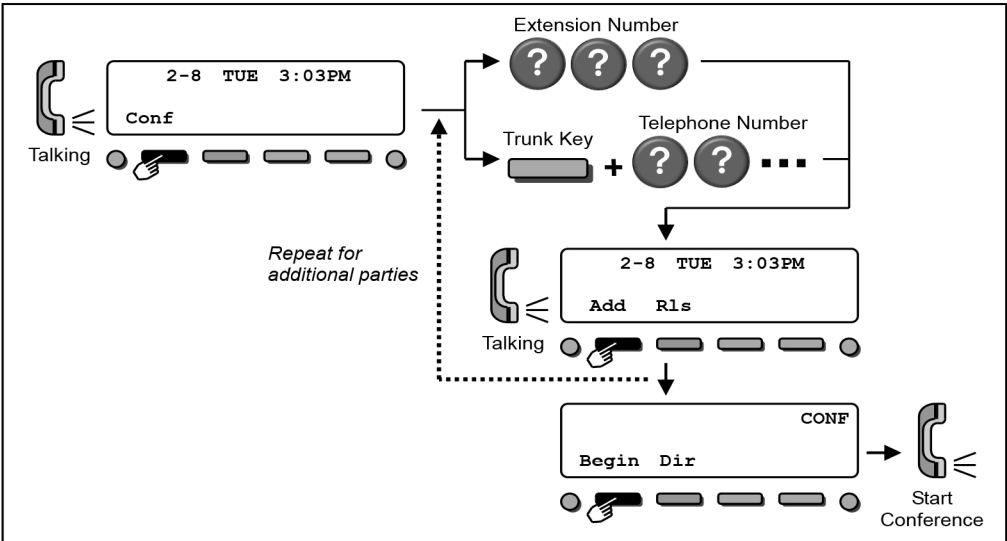 Extension Number
? ? ?
2-8 TUE 3:03PM
Conf
Talking
Trunk Key
+
Telephone Number
? ? ...
Repeat for
additional parties
2-8 TUE 3:03PM
Add Rls
Talking
CONF
Begin Dir
Start
Conference